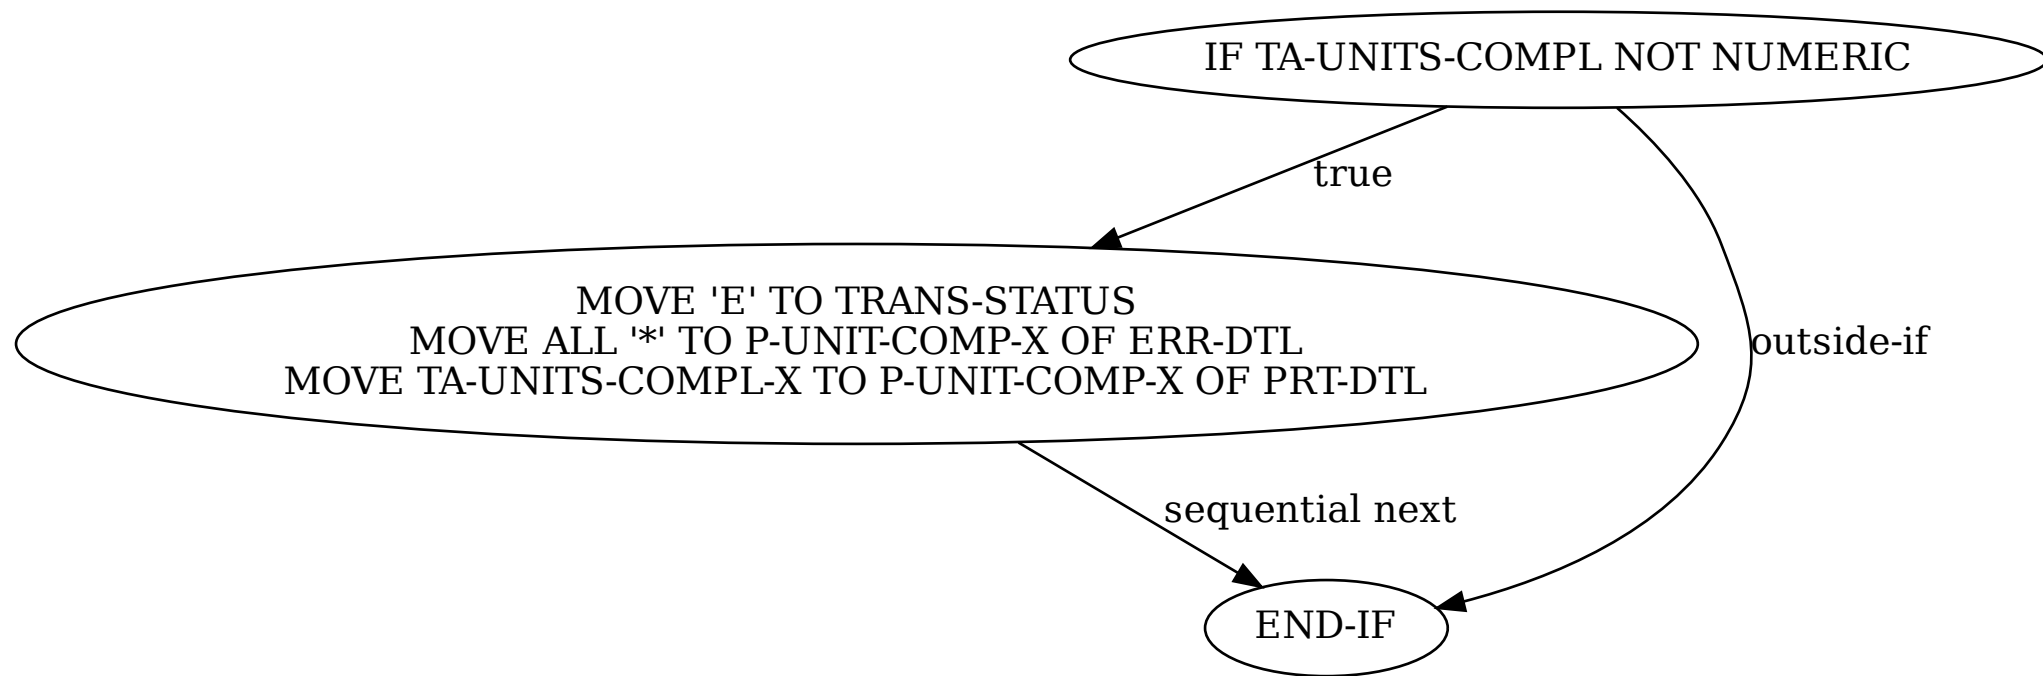 IF TA-UNITS-COMPL NOT NUMERIC
true
MOVE 'E' TO TRANS-STATUS
MOVE ALL '*' TO P-UNIT-COMP-X OF ERR-DTL
MOVE TA-UNITS-COMPL-X TO P-UNIT-COMP-X OF PRT-DTL
outside-if
sequential next
END-IF